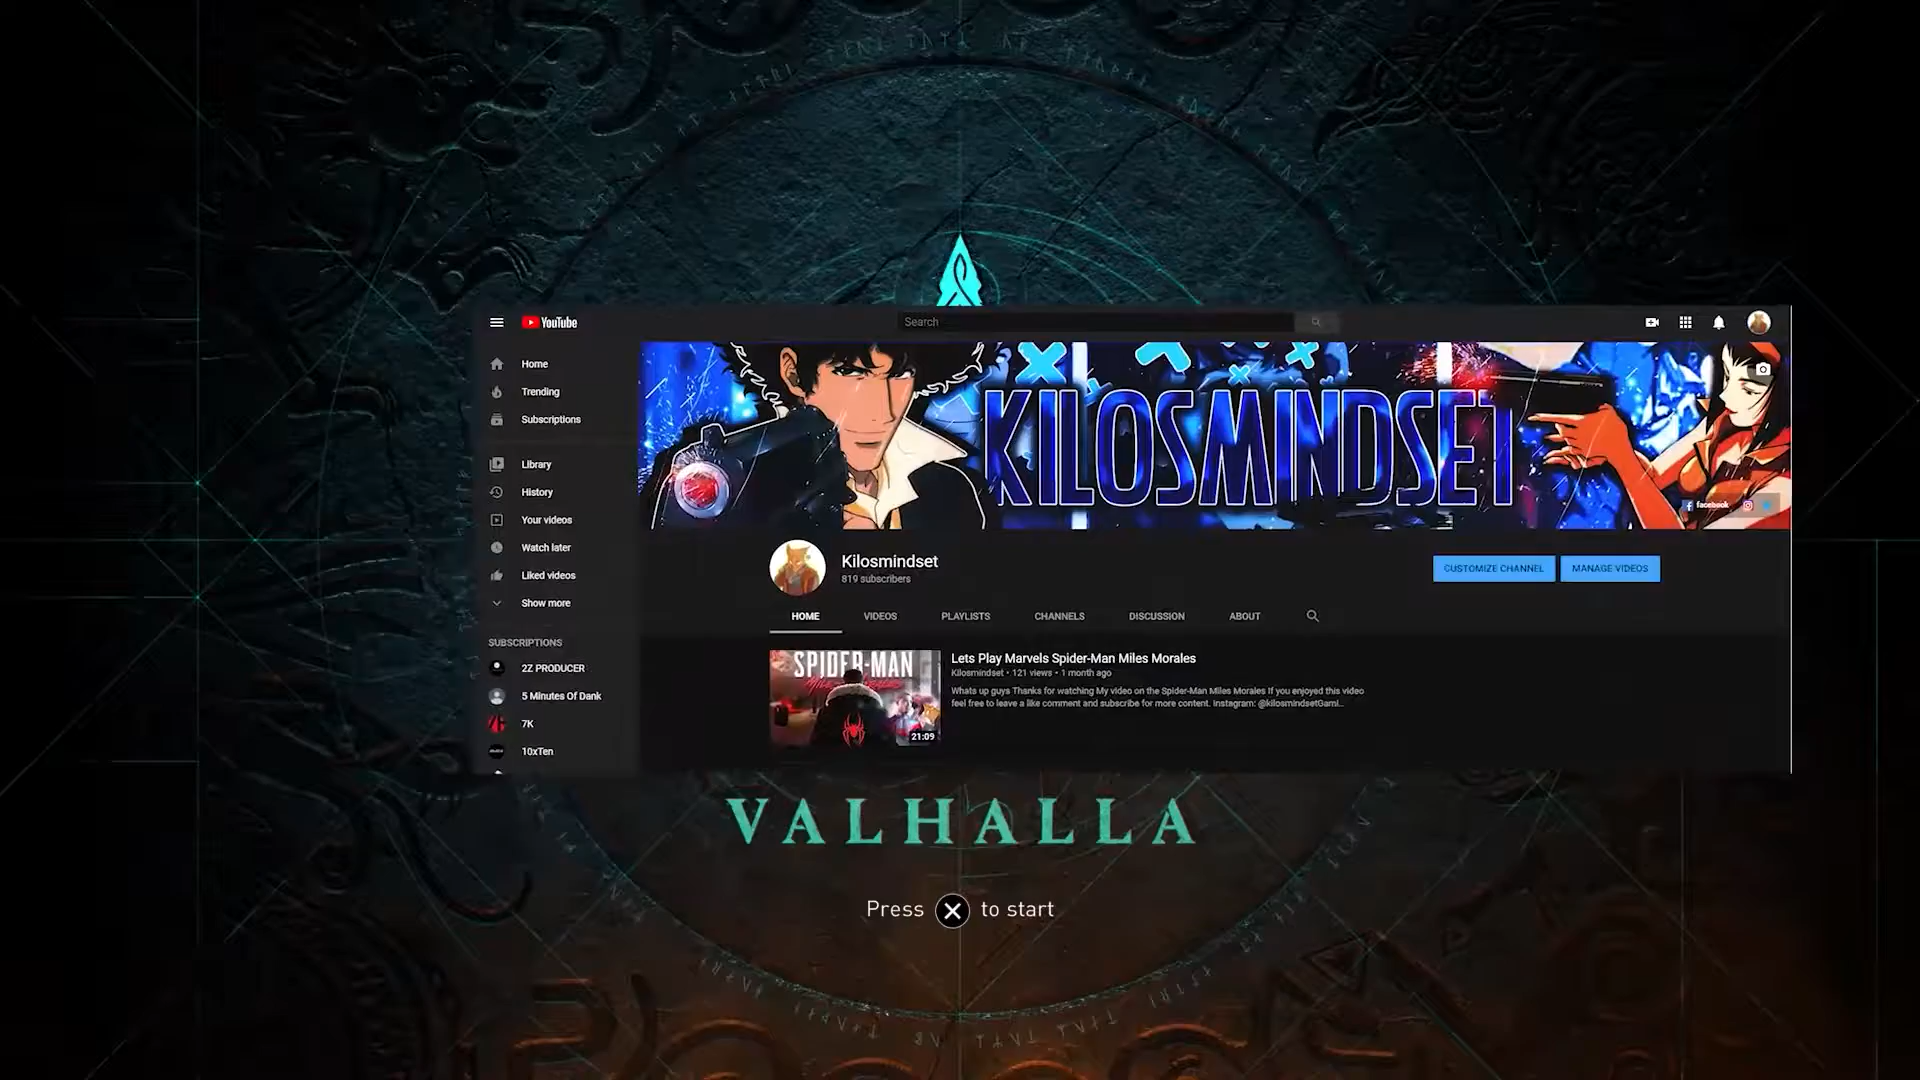 YouTube
Search
Home
Trending
Subscriptions
Library
History
Your videos
Watch later
Liked videos
Show more
SUBSCRIPTIONS
2Z PRODUCER
5 Minutes Of Dank
7K
10xTen
KILOSMINDSET
facebook
Kilosmindset
819 subscribers
CUSTOMIZE CHANNEL
MANAGE VIDEOS
HOME VIDEOS PLAYLISTS CHANNELS DISCUSSION ABOUT
SPIDER-MAN
MILES MORALES
21:09
Lets Play Marvels Spider-Man Miles Morales
Kilosmindset • 121 views • 1 month ago
Whats up guys Thanks for watching My video on the Spider-Man Miles Morales If you enjoyed this video
feel free to leave a like comment and subscribe for more content. Instagram: @kilosmindsetGami...
VALHALLA
Press X to start